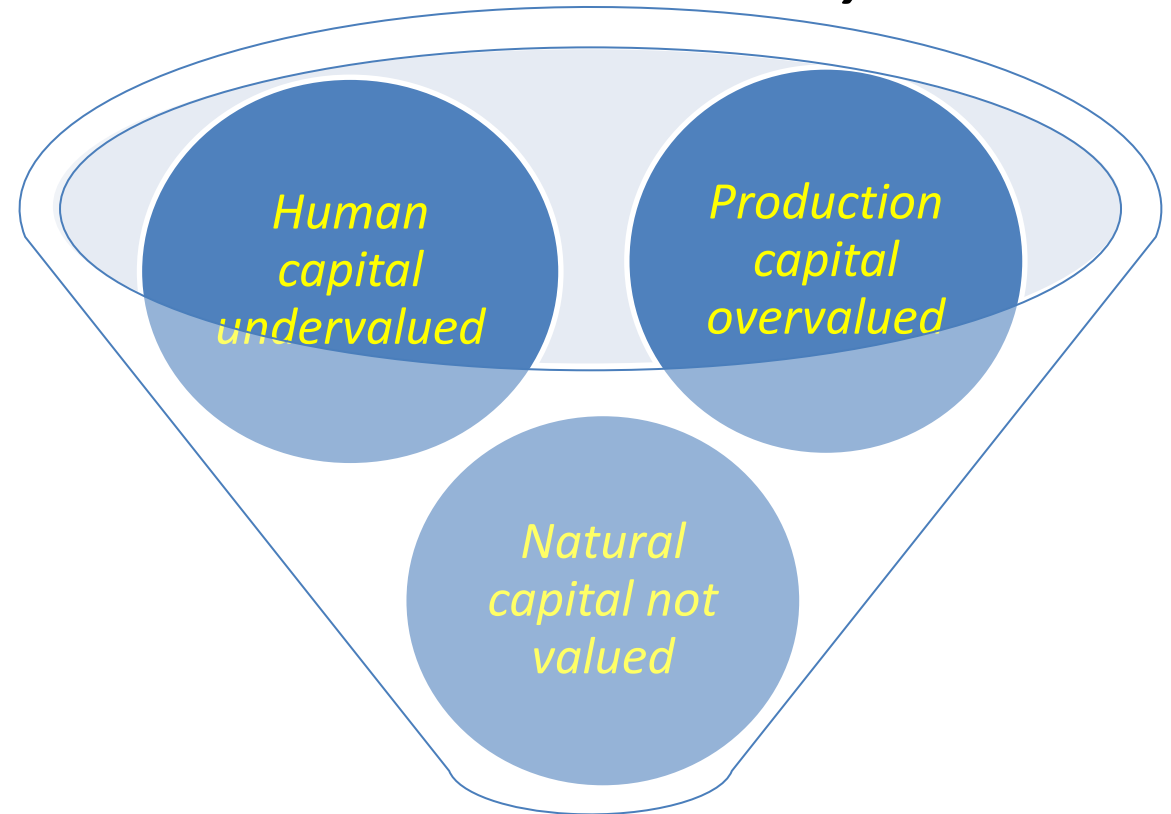 Human
capital
undervalued
Production
capital
overvalued
Natural
capital not
valued